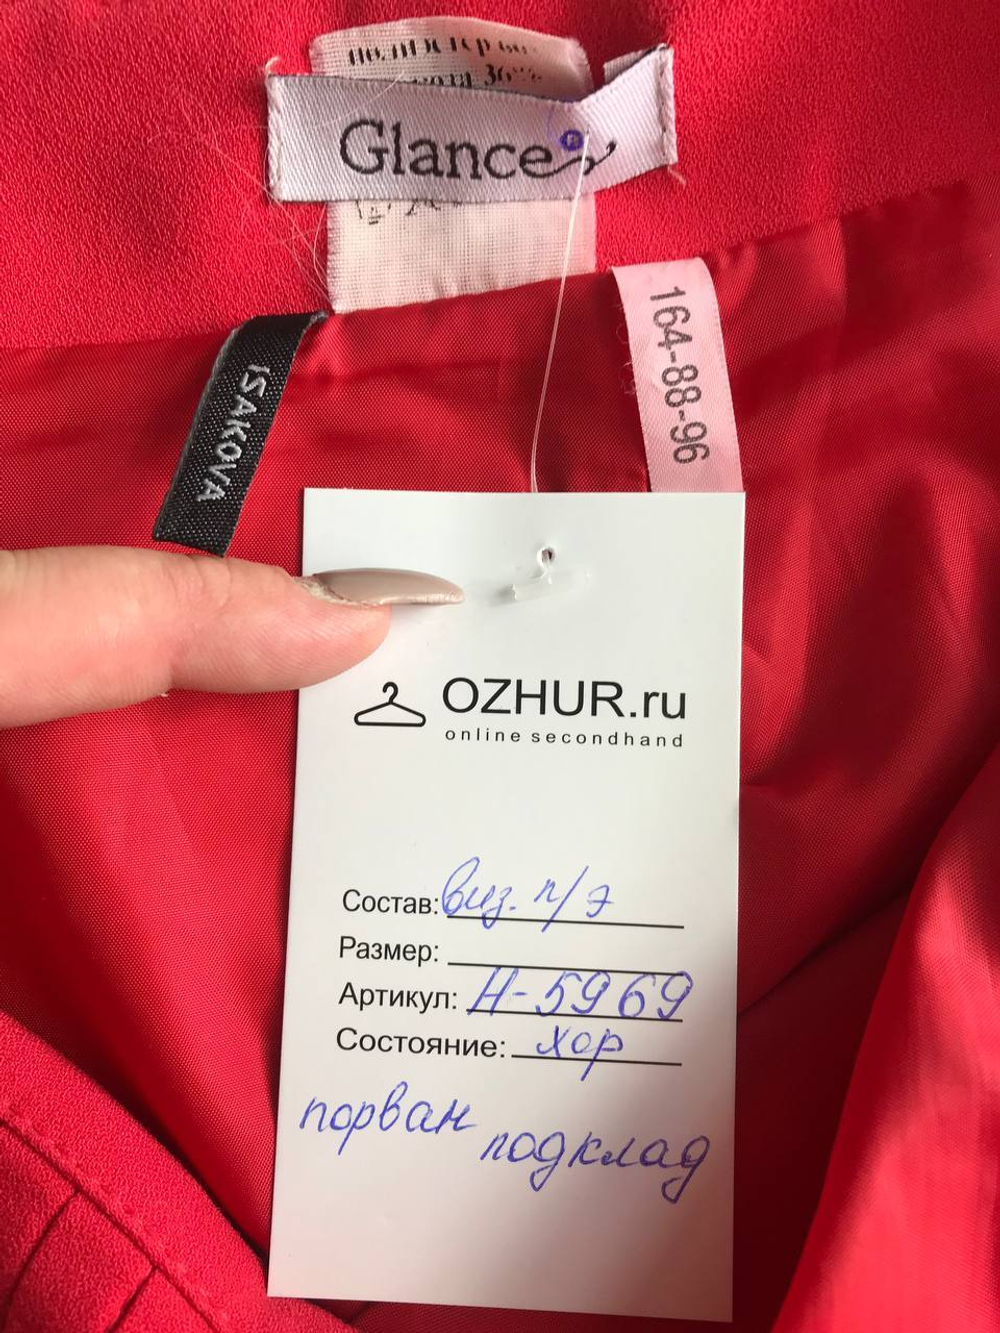 Glance
ISAKOVA
164-88-96
OZHUR.ru
online secondhand
Состав: виз. п/э
Размер:
Артикул: Н-5969
Состояние: хор
порван подклад